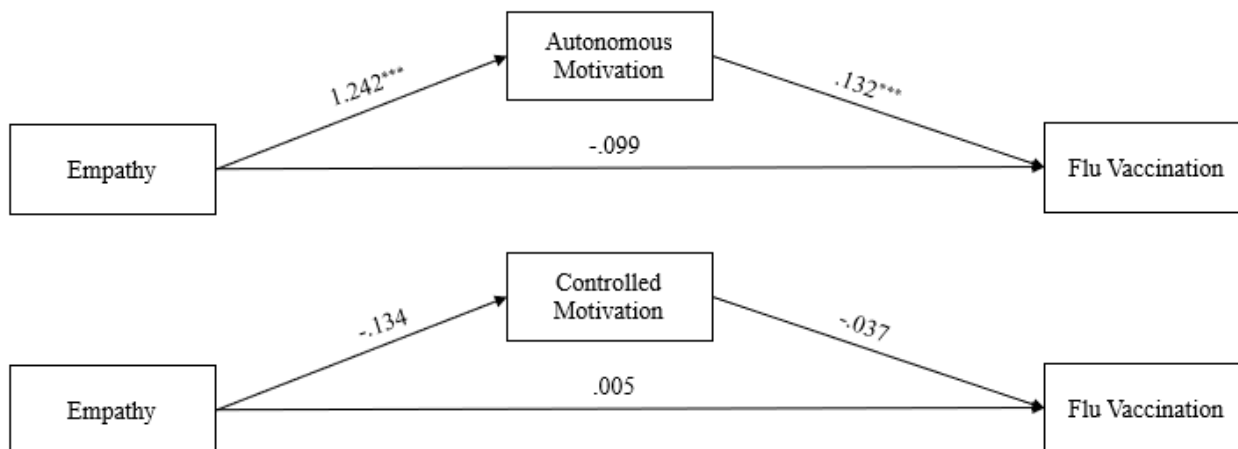 Autonomous
Motivation
1.242***
.132***
-.099
Empathy
Flu Vaccination
Controlled
Motivation
-.134
-.037
.005
Empathy
Flu Vaccination